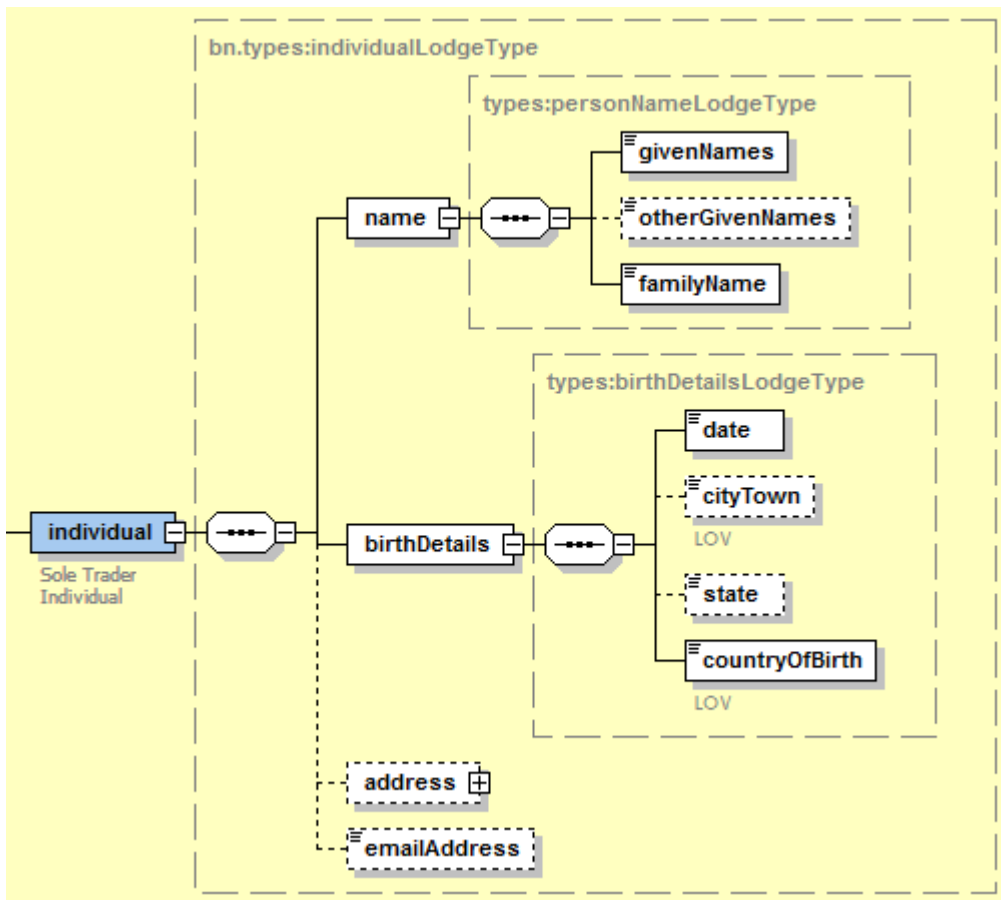 bn.types:individualLodgeType
types:personNameLodgeType
givenNames
name
otherGivenNames
familyName
types:birthDetailsLodgeType
date
cityTown
LOV
individual
Sole Trader
Individual
birthDetails
state
countryOfBirth
LOV
address
emailAddress